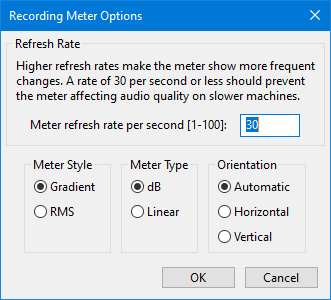 Recording Meter Options
Refresh Rate
Higher refresh rates make the meter show more frequent
changes. A rate of 30 per second or less should prevent
the meter affecting audio quality on slower machines.
Meter refresh rate per second [1-100]: 30
Meter Style
Gradient
RMS
Meter Type
dB
Linear
Orientation
Automatic
Horizontal
Vertical
OK Cancel